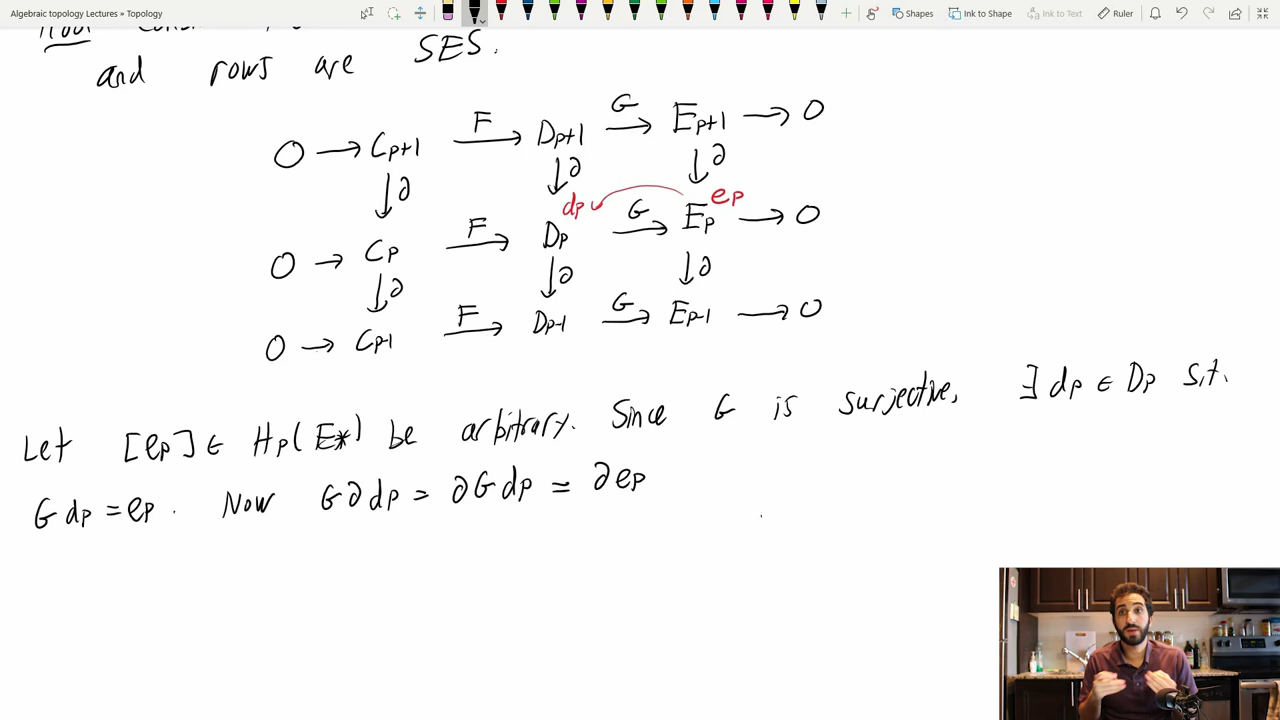 Algebraic topology Lectures » Topology
Shapes
Ink to Shape
Ink to Text
Ruler
and rows are SES.
0 → Cp+1 F→ Dp+1 G→ Ep+1 → 0
↓∂ ↓∂ ↓∂
dp ep
0 → Cp F→ Dp G→ Ep → 0
↓∂ ↓∂ ↓∂
0 → Cp-1 F→ Dp-1 G→ Ep-1 → 0
Let [ep] ∈ Hp(E*) be arbitrary. Since G is surjective, ∃ dp ∈ Dp s.t.
G dp = ep. Now G∂dp = ∂Gdp = ∂ep